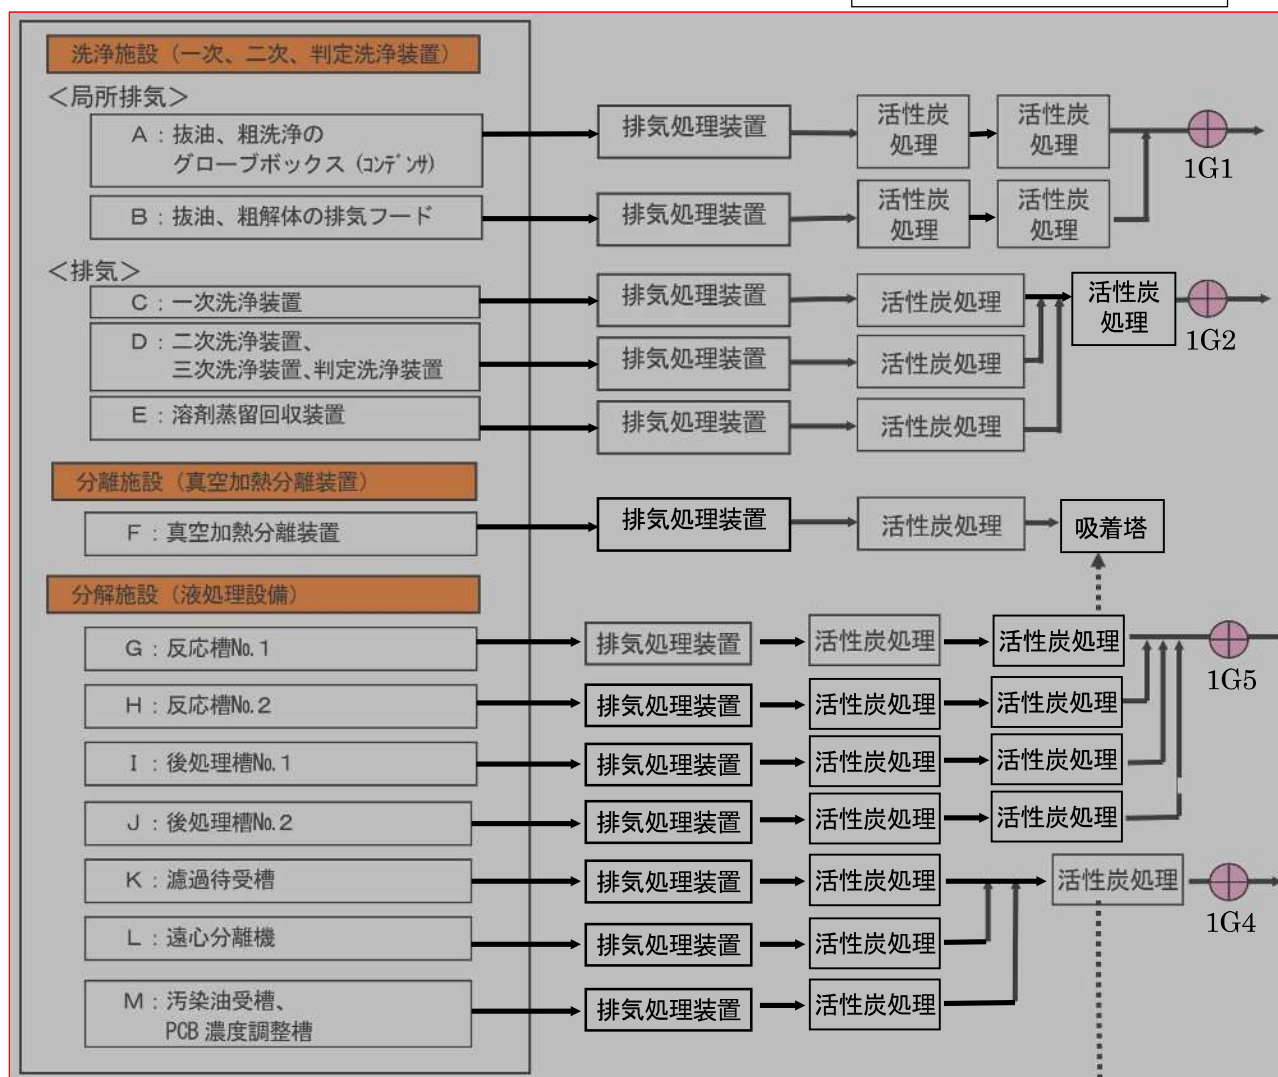 洗浄施設（一次、二次、判定洗浄装置）
＜局所排気＞
A：抜油、粗洗浄の
グローブボックス（ｺﾝﾃﾞﾝｻ）
排気処理装置
活性炭
処理
活性炭
処理
1G1
B：抜油、粗解体の排気フード
排気処理装置
活性炭
処理
活性炭
処理
＜排気＞
C：一次洗浄装置
排気処理装置
活性炭処理
活性炭
処理
1G2
D：二次洗浄装置、
三次洗浄装置、判定洗浄装置
排気処理装置
活性炭処理
E：溶剤蒸留回収装置
排気処理装置
活性炭処理
分離施設（真空加熱分離装置）
F：真空加熱分離装置
排気処理装置
活性炭処理
吸着塔
分解施設（液処理設備）
G：反応槽№1
排気処理装置
活性炭処理
活性炭処理
1G5
H：反応槽№2
排気処理装置
活性炭処理
活性炭処理
I：後処理槽№1
排気処理装置
活性炭処理
活性炭処理
J：後処理槽№2
排気処理装置
活性炭処理
活性炭処理
K：濾過待受槽
排気処理装置
活性炭処理
活性炭処理
1G4
L：遠心分離機
排気処理装置
活性炭処理
M：汚染油受槽、
PCB濃度調整槽
排気処理装置
活性炭処理